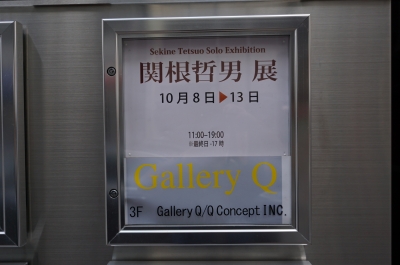 Sekine Tetsuo Solo Exhibition
関根哲男 展
10月8日▶13日
11:00-19:00
※最終日-17時
Gallery Q
3F Gallery Q/Q Concept INC.